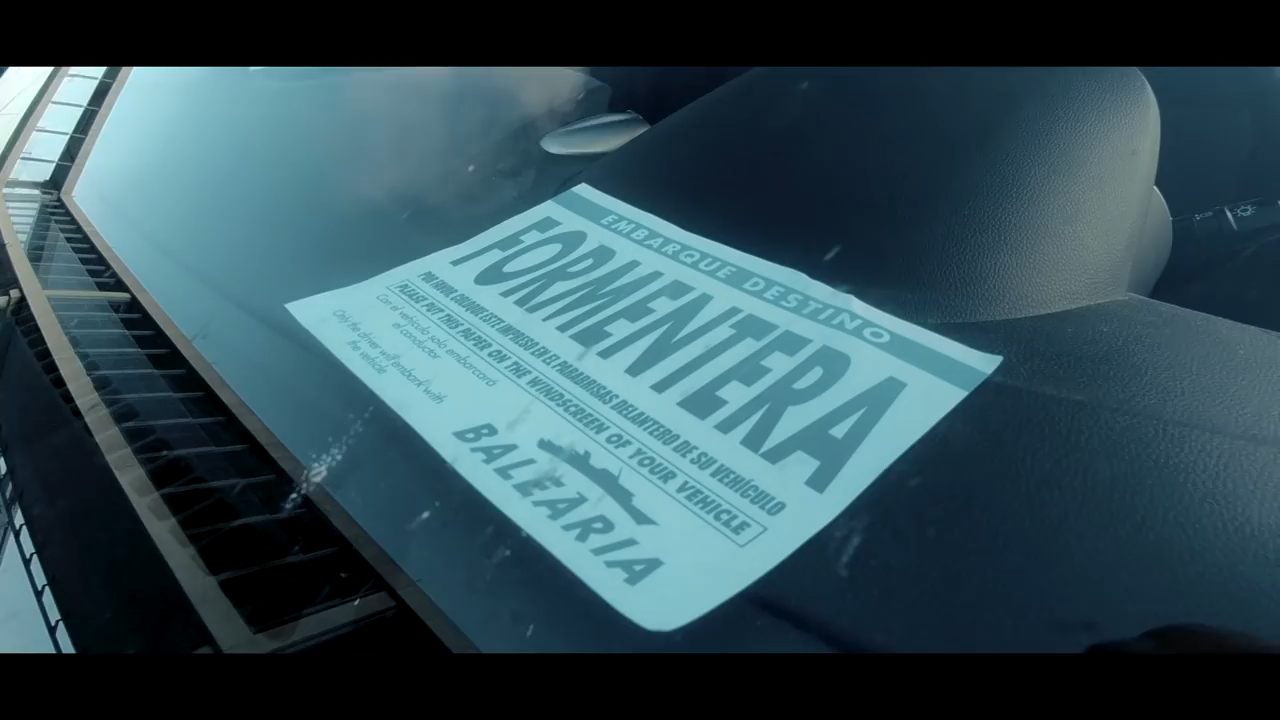 EMBARQUE DESTINO
FORMENTERA
POR FAVOR, COLOQUE ESTE IMPRESO EN EL PARABRISAS DELANTERO DE SU VEHÍCULO
PLEASE PUT THIS PAPER ON THE WINDSCREEN OF YOUR VEHICLE
Con el vehículo solo embarcará
el conductor
Only the driver will embark with
the vehicle
BALEARIA